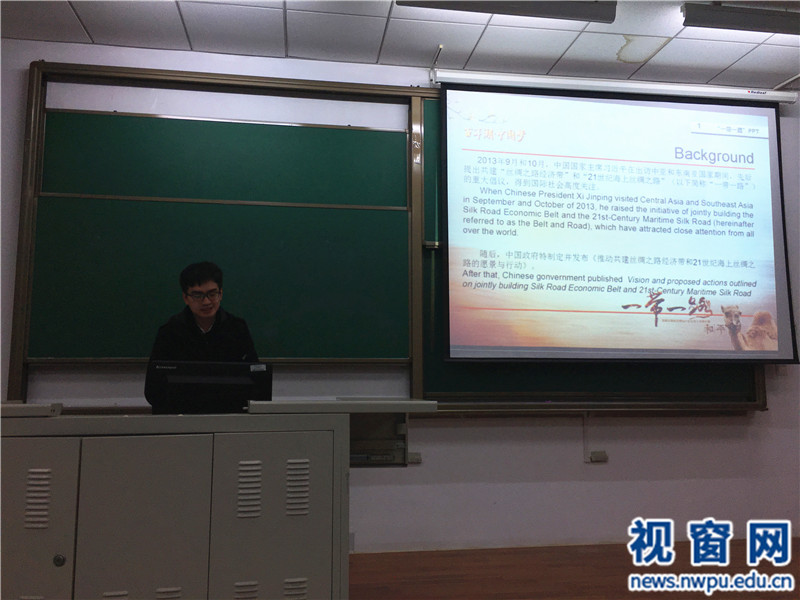 "一带一路"PPT
Background
2013年9月和10月，中国国家主席习近平在出访中亚和东南亚国家期间，先后
提出共建"丝绸之路经济带"和"21世纪海上丝绸之路"（以下简称"一带一路"）
的重大倡议，得到国际社会高度关注。
When Chinese President Xi Jinping visited Central Asia and Southeast Asia
in September and October of 2013, he raised the initiative of jointly building the
Silk Road Economic Belt and the 21st-Century Maritime Silk Road (hereinafter
referred to as the Belt and Road), which have attracted close attention from all
over the world.
随后，中国政府特制定并发布《推动共建丝绸之路经济带和21世纪海上丝绸之
路的愿景与行动》。
After that, Chinese gonvernment published Vision and proposed actions outlined
on jointly building Silk Road Economic Belt and 21st-Century Maritime Silk Road
一带一路
视窗网
news.nwpu.edu.cn